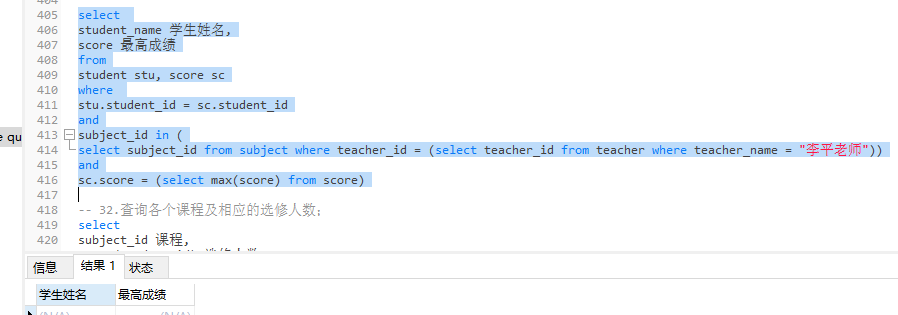 404
405 select
406 student_name 学生姓名,
407 score 最高成绩
408 from
409 student stu, score sc
410 where
411 stu.student_id = sc.student_id
412 and
413 subject_id in (
e qu
414 select subject_id from subject where teacher_id = (select teacher_id from teacher where teacher_name = "李平老师"))
415 and
416 sc.score = (select max(score) from score)
417
418 -- 32.查询各个课程及相应的选修人数;
419 select
420 subject_id 课程,
信息 结果 1 状态
学生姓名 最高成绩
(N/A) (N/A)